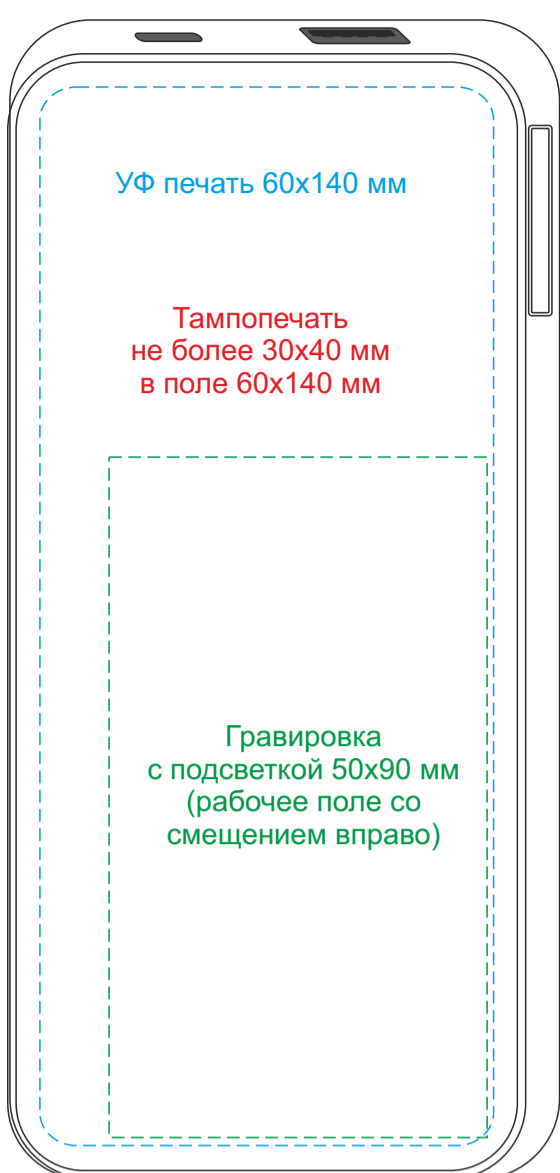 УФ печать 60х140 мм
Тампопечать
не более 30х40 мм
в поле 60х140 мм
Гравировка
с подсветкой 50х90 мм
(рабочее поле со
смещением вправо)